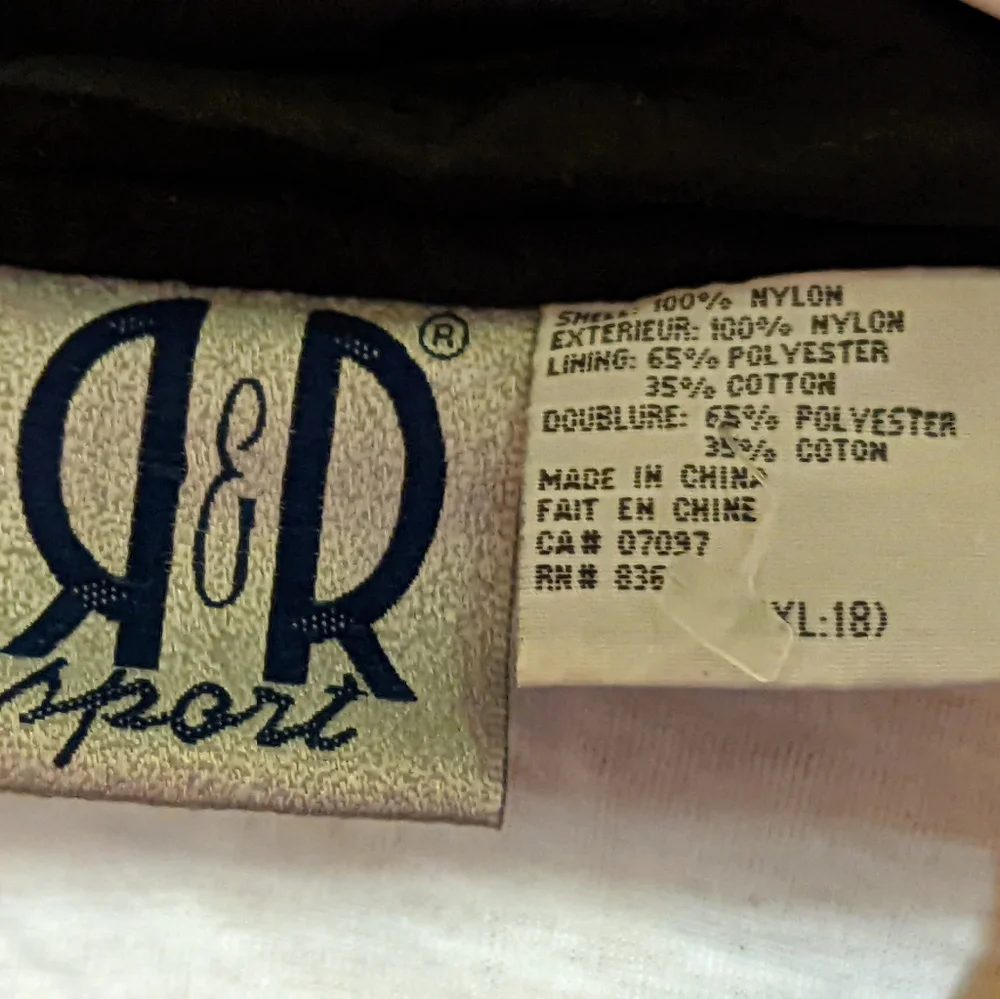 R&R®
sport
SHELL: 100% NYLON
EXTERIEUR: 100% NYLON
LINING: 65% POLYESTER
35% COTTON
DOUBLURE: 65% POLYESTER
35% COTON
MADE IN CHINA
FAIT EN CHINE
CA# 07097
RN# 836
XL:18)